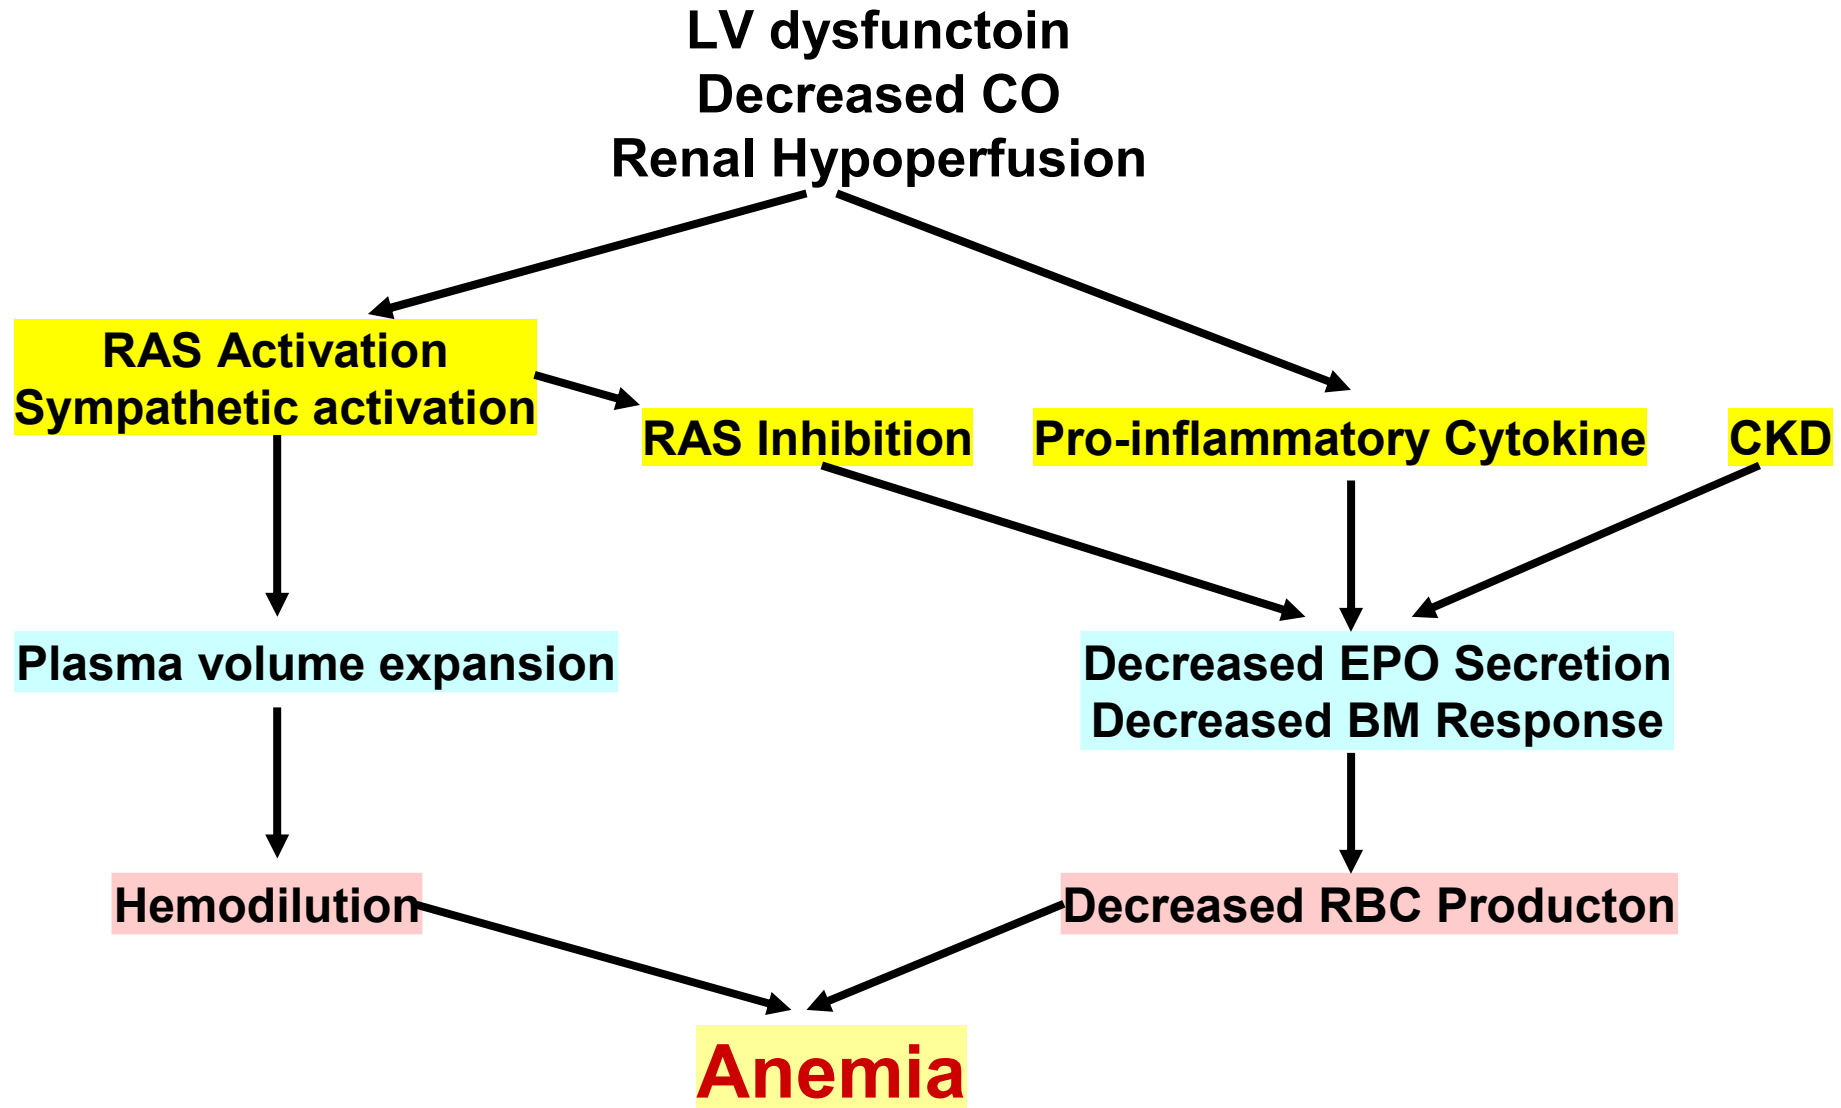 LV dysfunctoin
Decreased CO
Renal Hypoperfusion
RAS Activation
Sympathetic activation
RAS Inhibition
Pro-inflammatory Cytokine
CKD
Plasma volume expansion
Decreased EPO Secretion
Decreased BM Response
Hemodilution
Decreased RBC Producton
Anemia